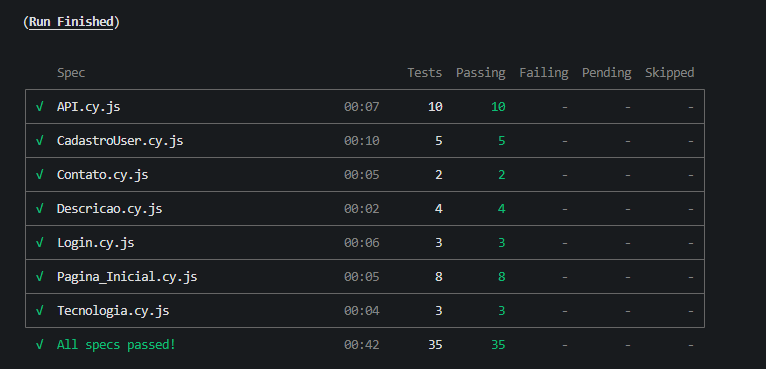 (Run Finished)
Spec Tests Passing Failing Pending Skipped
√ API.cy.js 00:07 10 10 - - -
√ CadastroUser.cy.js 00:10 5 5 - - -
√ Contato.cy.js 00:05 2 2 - - -
√ Descricao.cy.js 00:02 4 4 - - -
√ Login.cy.js 00:06 3 3 - - -
√ Pagina_Inicial.cy.js 00:05 8 8 - - -
√ Tecnologia.cy.js 00:04 3 3 - - -
√ All specs passed! 00:42 35 35 - - -